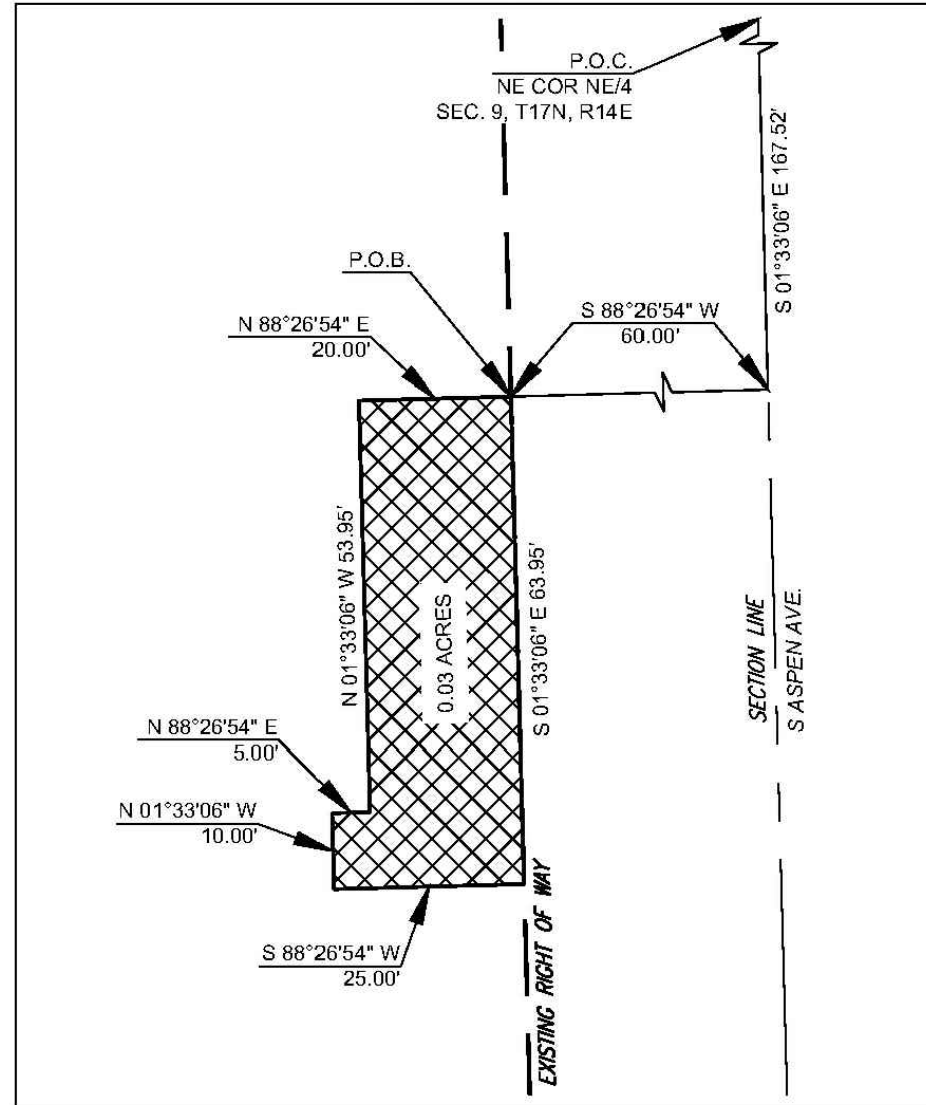 P.O.C.
NE COR NE/4
SEC. 9, T17N, R14E
S 01°33'06" E 167.52'
P.O.B.
S 88°26'54" W
60.00'
N 88°26'54" E
20.00'
N 01°33'06" W 53.95'
0.03 ACRES
S 01°33'06" E 63.95'
SECTION LINE
S ASPEN AVE.
N 88°26'54" E
5.00'
N 01°33'06" W
10.00'
S 88°26'54" W
25.00'
EXISTING RIGHT OF WAY